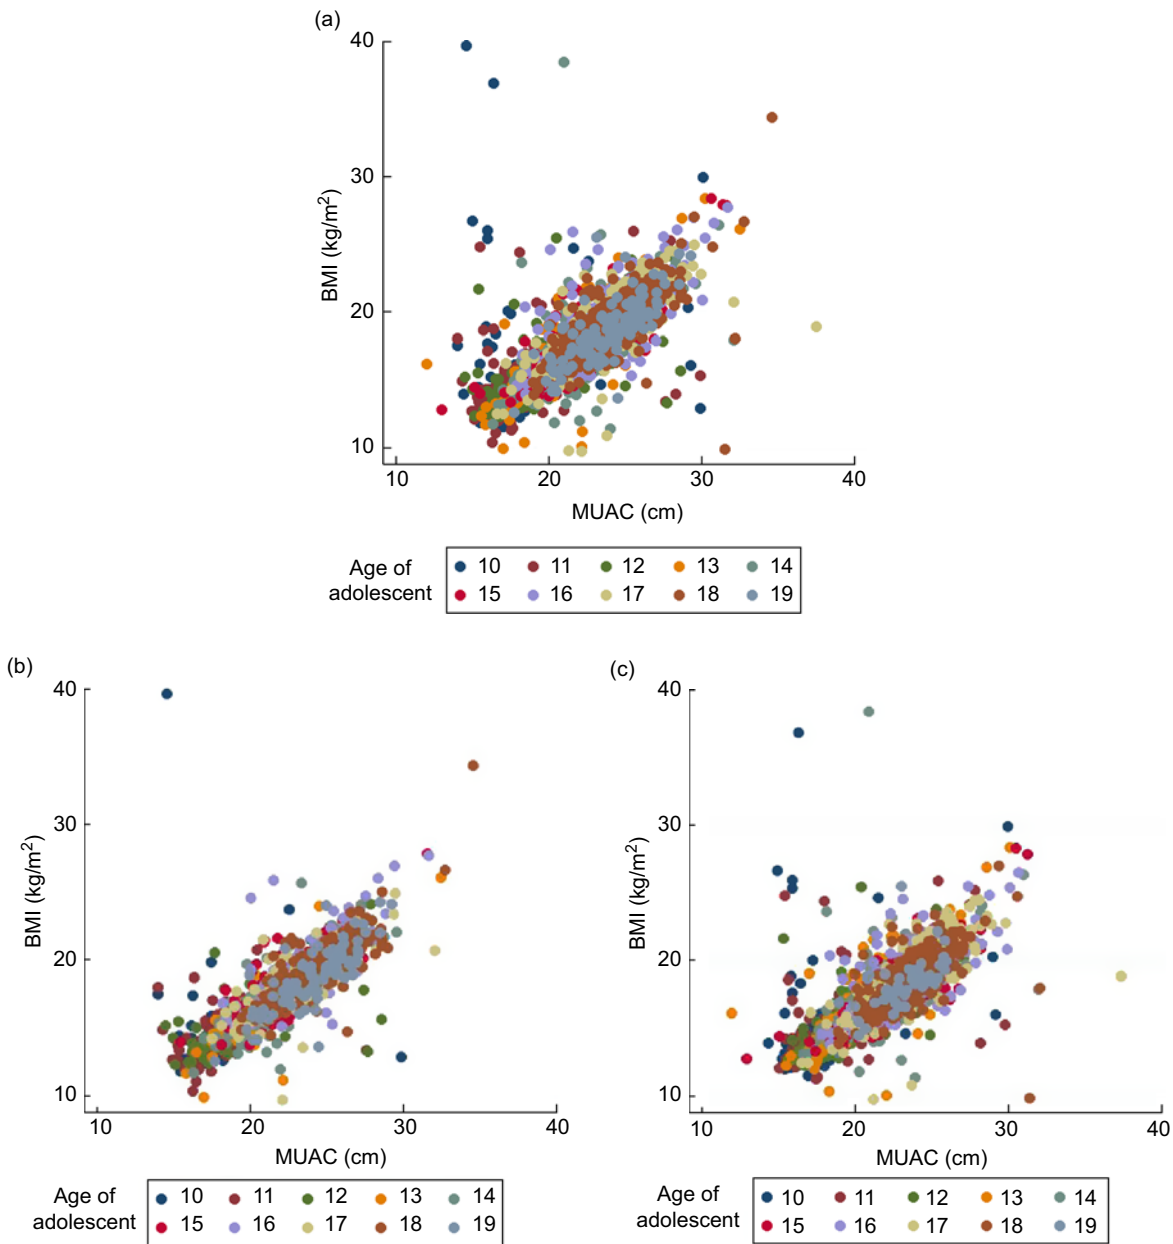 (a)
40
30
20
10
BMI (kg/m²)
10 20 30 40
MUAC (cm)
Age of adolescent
10 11 12 13 14
15 16 17 18 19
(b)
40
30
20
10
BMI (kg/m²)
10 20 30 40
MUAC (cm)
Age of adolescent
10 11 12 13 14
15 16 17 18 19
(c)
40
30
20
10
BMI (kg/m²)
10 20 30 40
MUAC (cm)
Age of adolescent
10 11 12 13 14
15 16 17 18 19